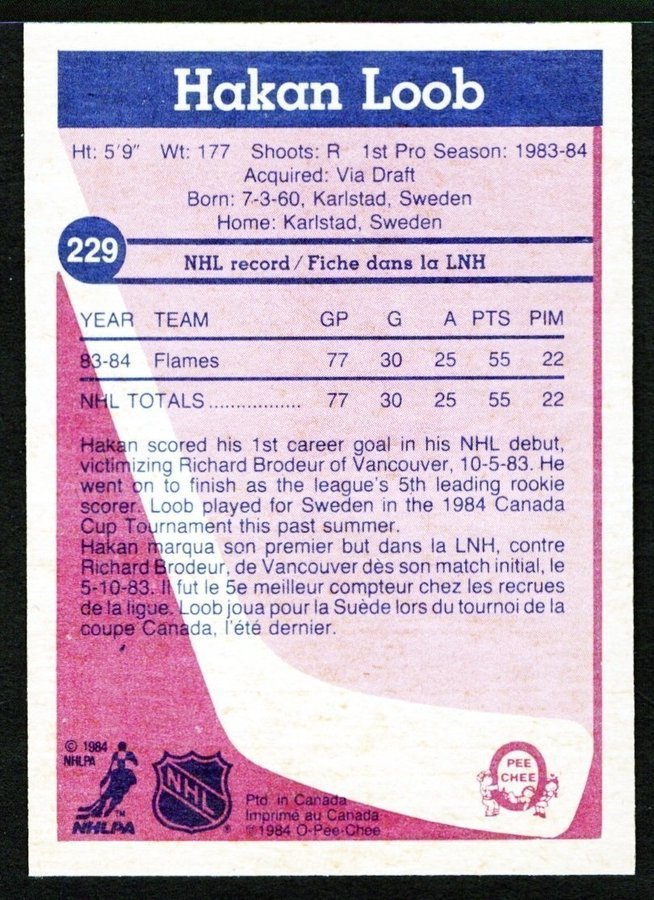 Hakan Loob
Ht: 5'9" Wt: 177 Shoots: R 1st Pro Season: 1983-84
Acquired: Via Draft
Born: 7-3-60, Karlstad, Sweden
Home: Karlstad, Sweden
229
NHL record/Fiche dans la LNH
YEAR TEAM GP G A PTS PIM
83-84 Flames 77 30 25 55 22
NHL TOTALS................. 77 30 25 55 22
Hakan scored his 1st career goal in his NHL debut,
victimizing Richard Brodeur of Vancouver, 10-5-83. He
went on to finish as the league's 5th leading rookie
scorer. Loob played for Sweden in the 1984 Canada
Cup Tournament this past summer.
Hakan marqua son premier but dans la LNH, contre
Richard Brodeur, de Vancouver dès son match initial, le
5-10-83. Il fut le 5e meilleur compteur chez les recrues
de la ligue. Loob joua pour la Suède lors du tournoi de la
coupe Canada, l'été dernier.
© 1984
NHLPA
NHLPA
TM
NHL
®
Ptd. in Canada
Imprimé au Canada
© 1984 O-Pee-Chee
PEE
CHEE